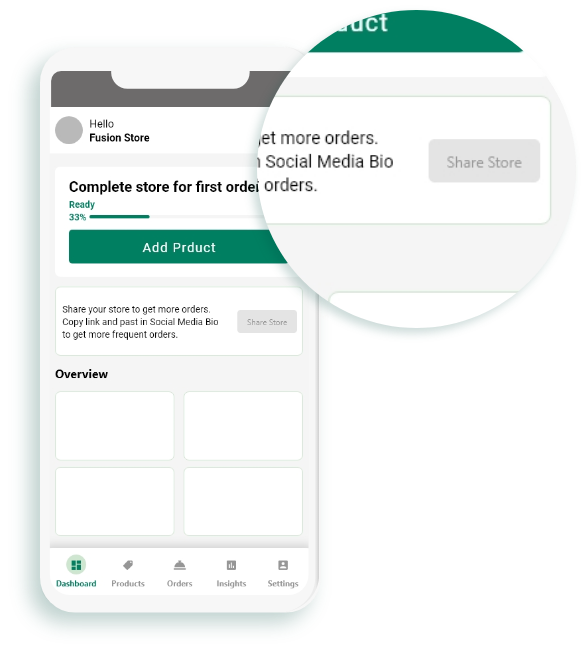 duct
Hello
Fusion Store
Complete store for first order
Ready
33%
Add Prduct
get more orders.
Social Media Bio
orders.
Share Store
Share your store to get more orders.
Copy link and past in Social Media Bio
to get more frequent orders.
Share Store
Overview
Dashboard
Products
Orders
Insights
Settings